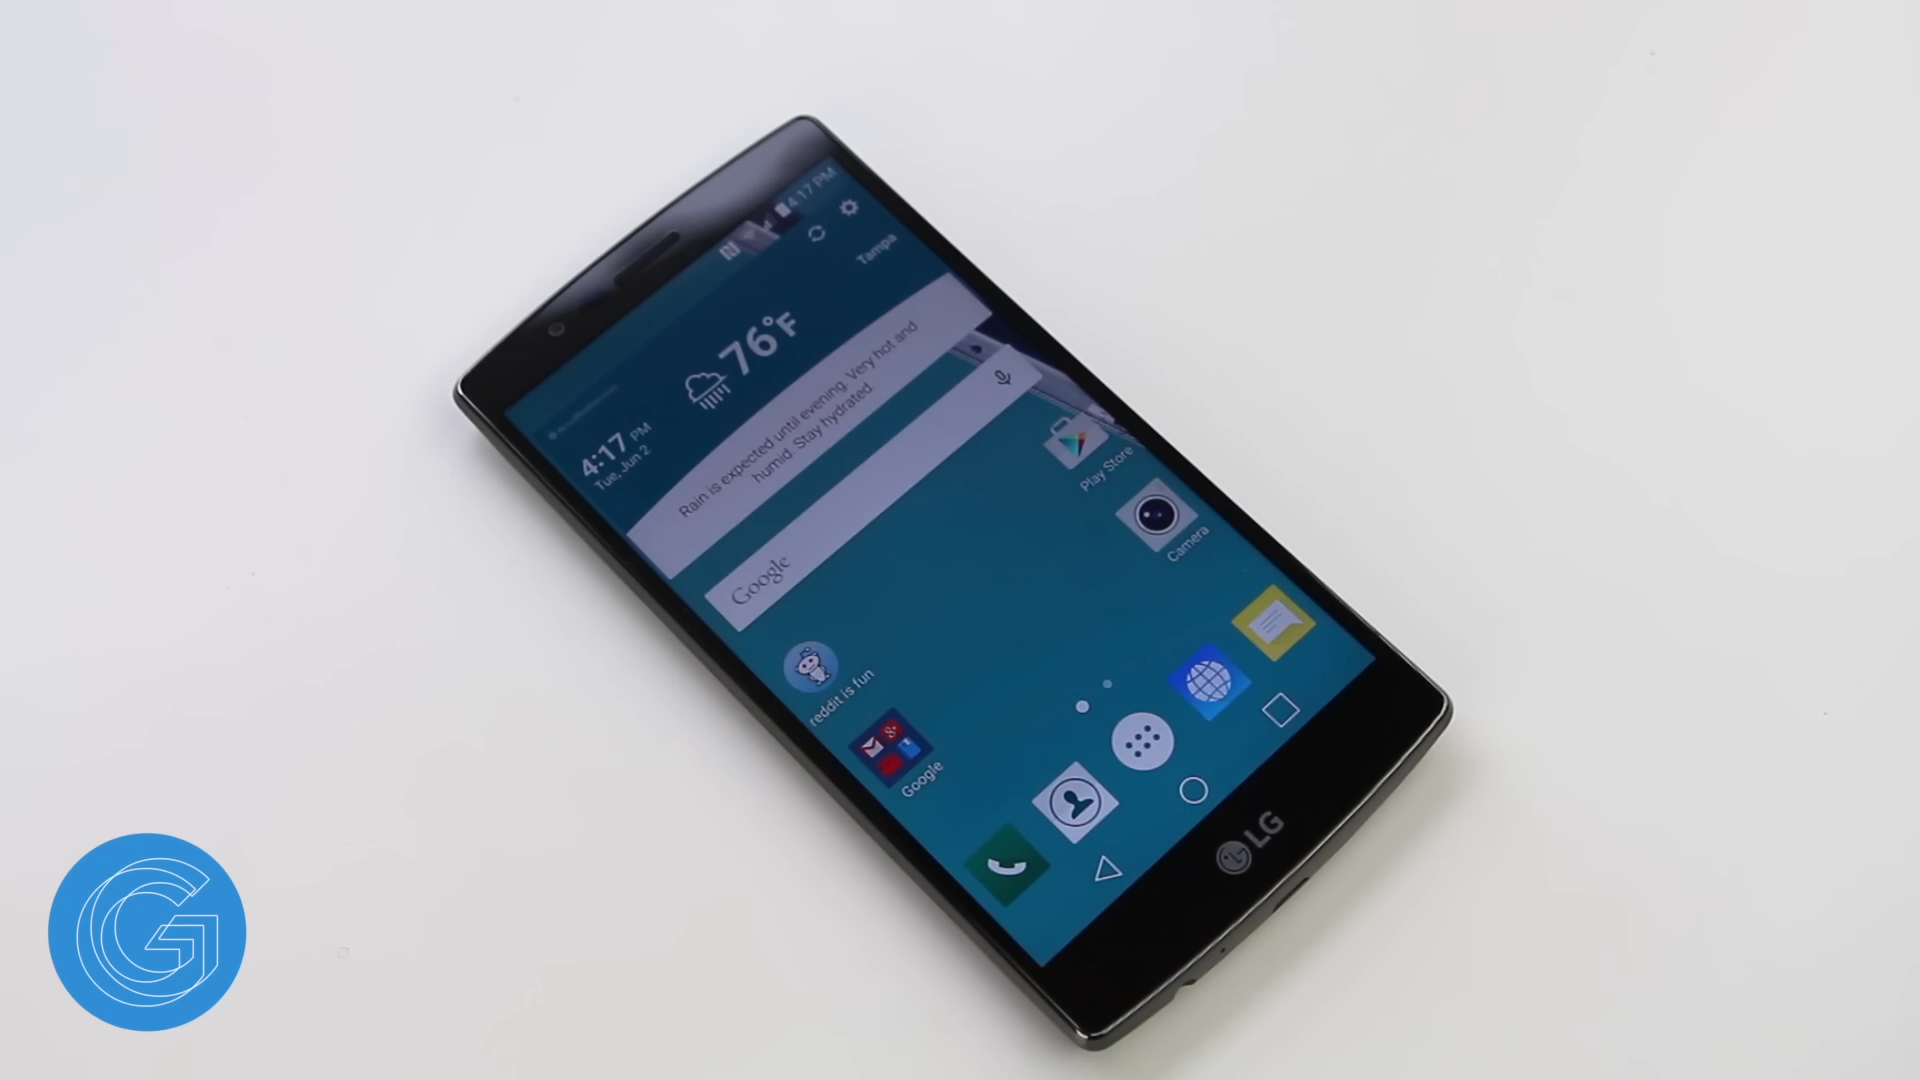 4:17 PM
Tampa
76°F
4:17 PM
Tue, Jun 2
Rain is expected until evening. Very hot and
humid. Stay hydrated.
Google
Play Store
Camera
reddit is fun
Google
LG